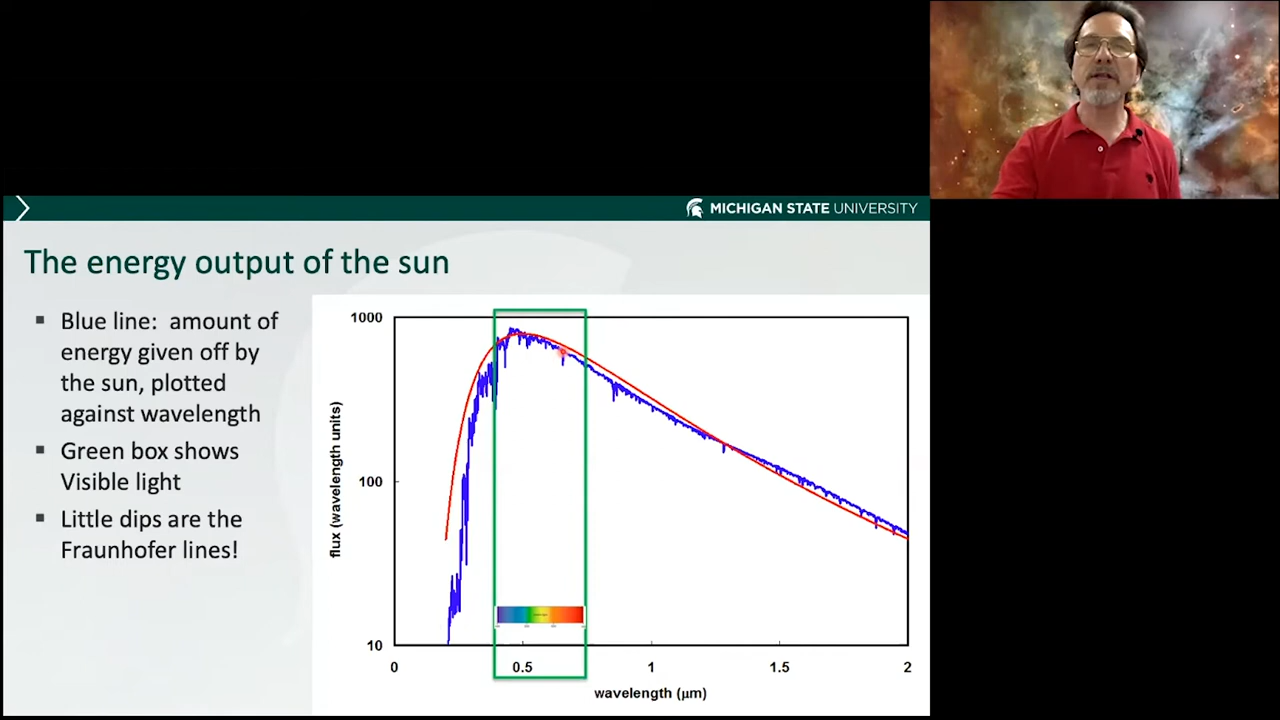 MICHIGAN STATE UNIVERSITY
The energy output of the sun
▪ Blue line: amount of
energy given off by
the sun, plotted
against wavelength
▪ Green box shows
Visible light
▪ Little dips are the
Fraunhofer lines!
1000
100
10
flux (wavelength units)
0 0.5 1 1.5 2
wavelength (μm)